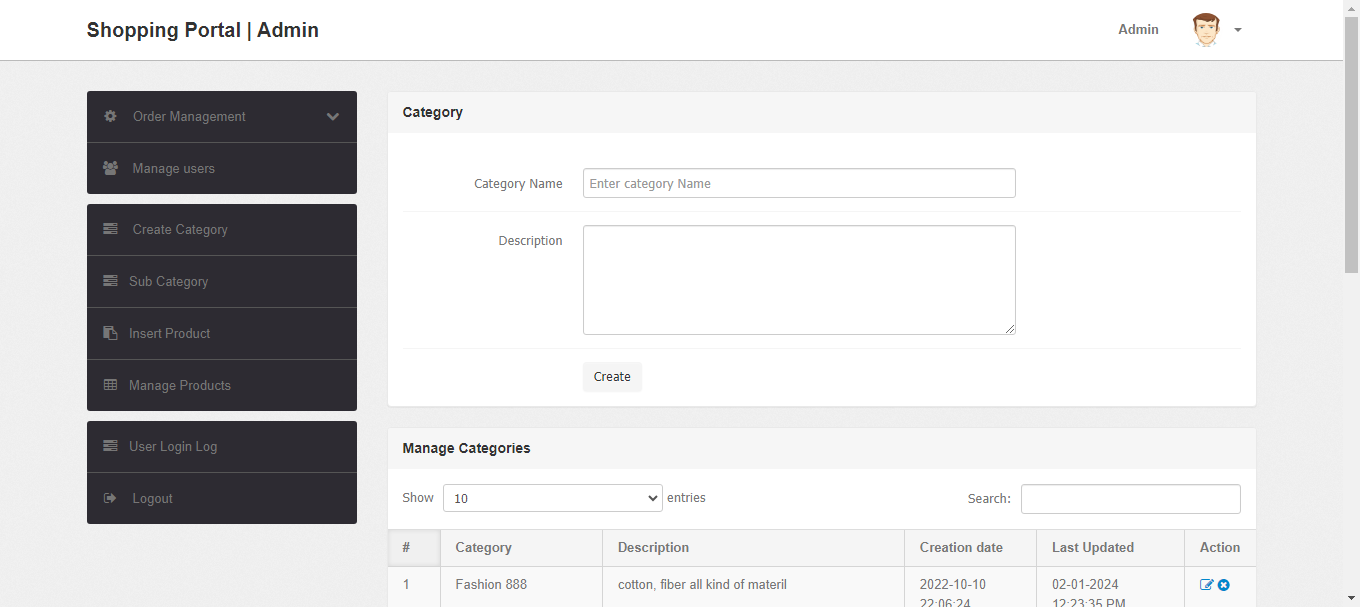 Shopping Portal | Admin
Admin
Order Management
Manage users
Create Category
Sub Category
Insert Product
Manage Products
User Login Log
Logout
Category
Category Name
Enter category Name
Description
Create
Manage Categories
Show 10 entries
Search:
# Category Description Creation date Last Updated Action
1 Fashion 888 cotton, fiber all kind of materil 2022-10-10 02-01-2024
22:06:24 12:23:35 PM